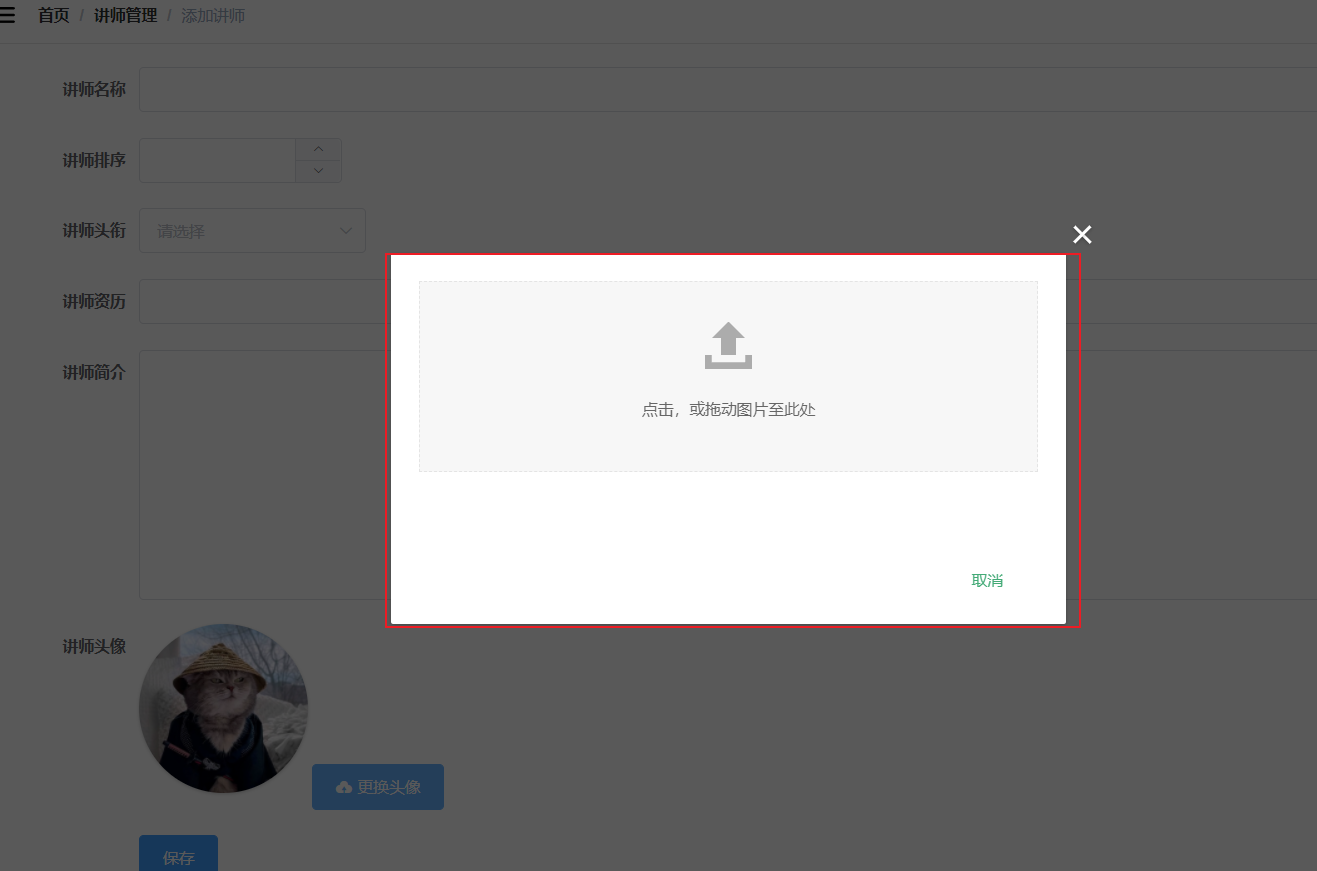 首页 / 讲师管理 / 添加讲师
讲师名称
讲师排序
讲师头衔 请选择
讲师资历
讲师简介
点击，或拖动图片至此处
取消
讲师头像
更换头像
保存